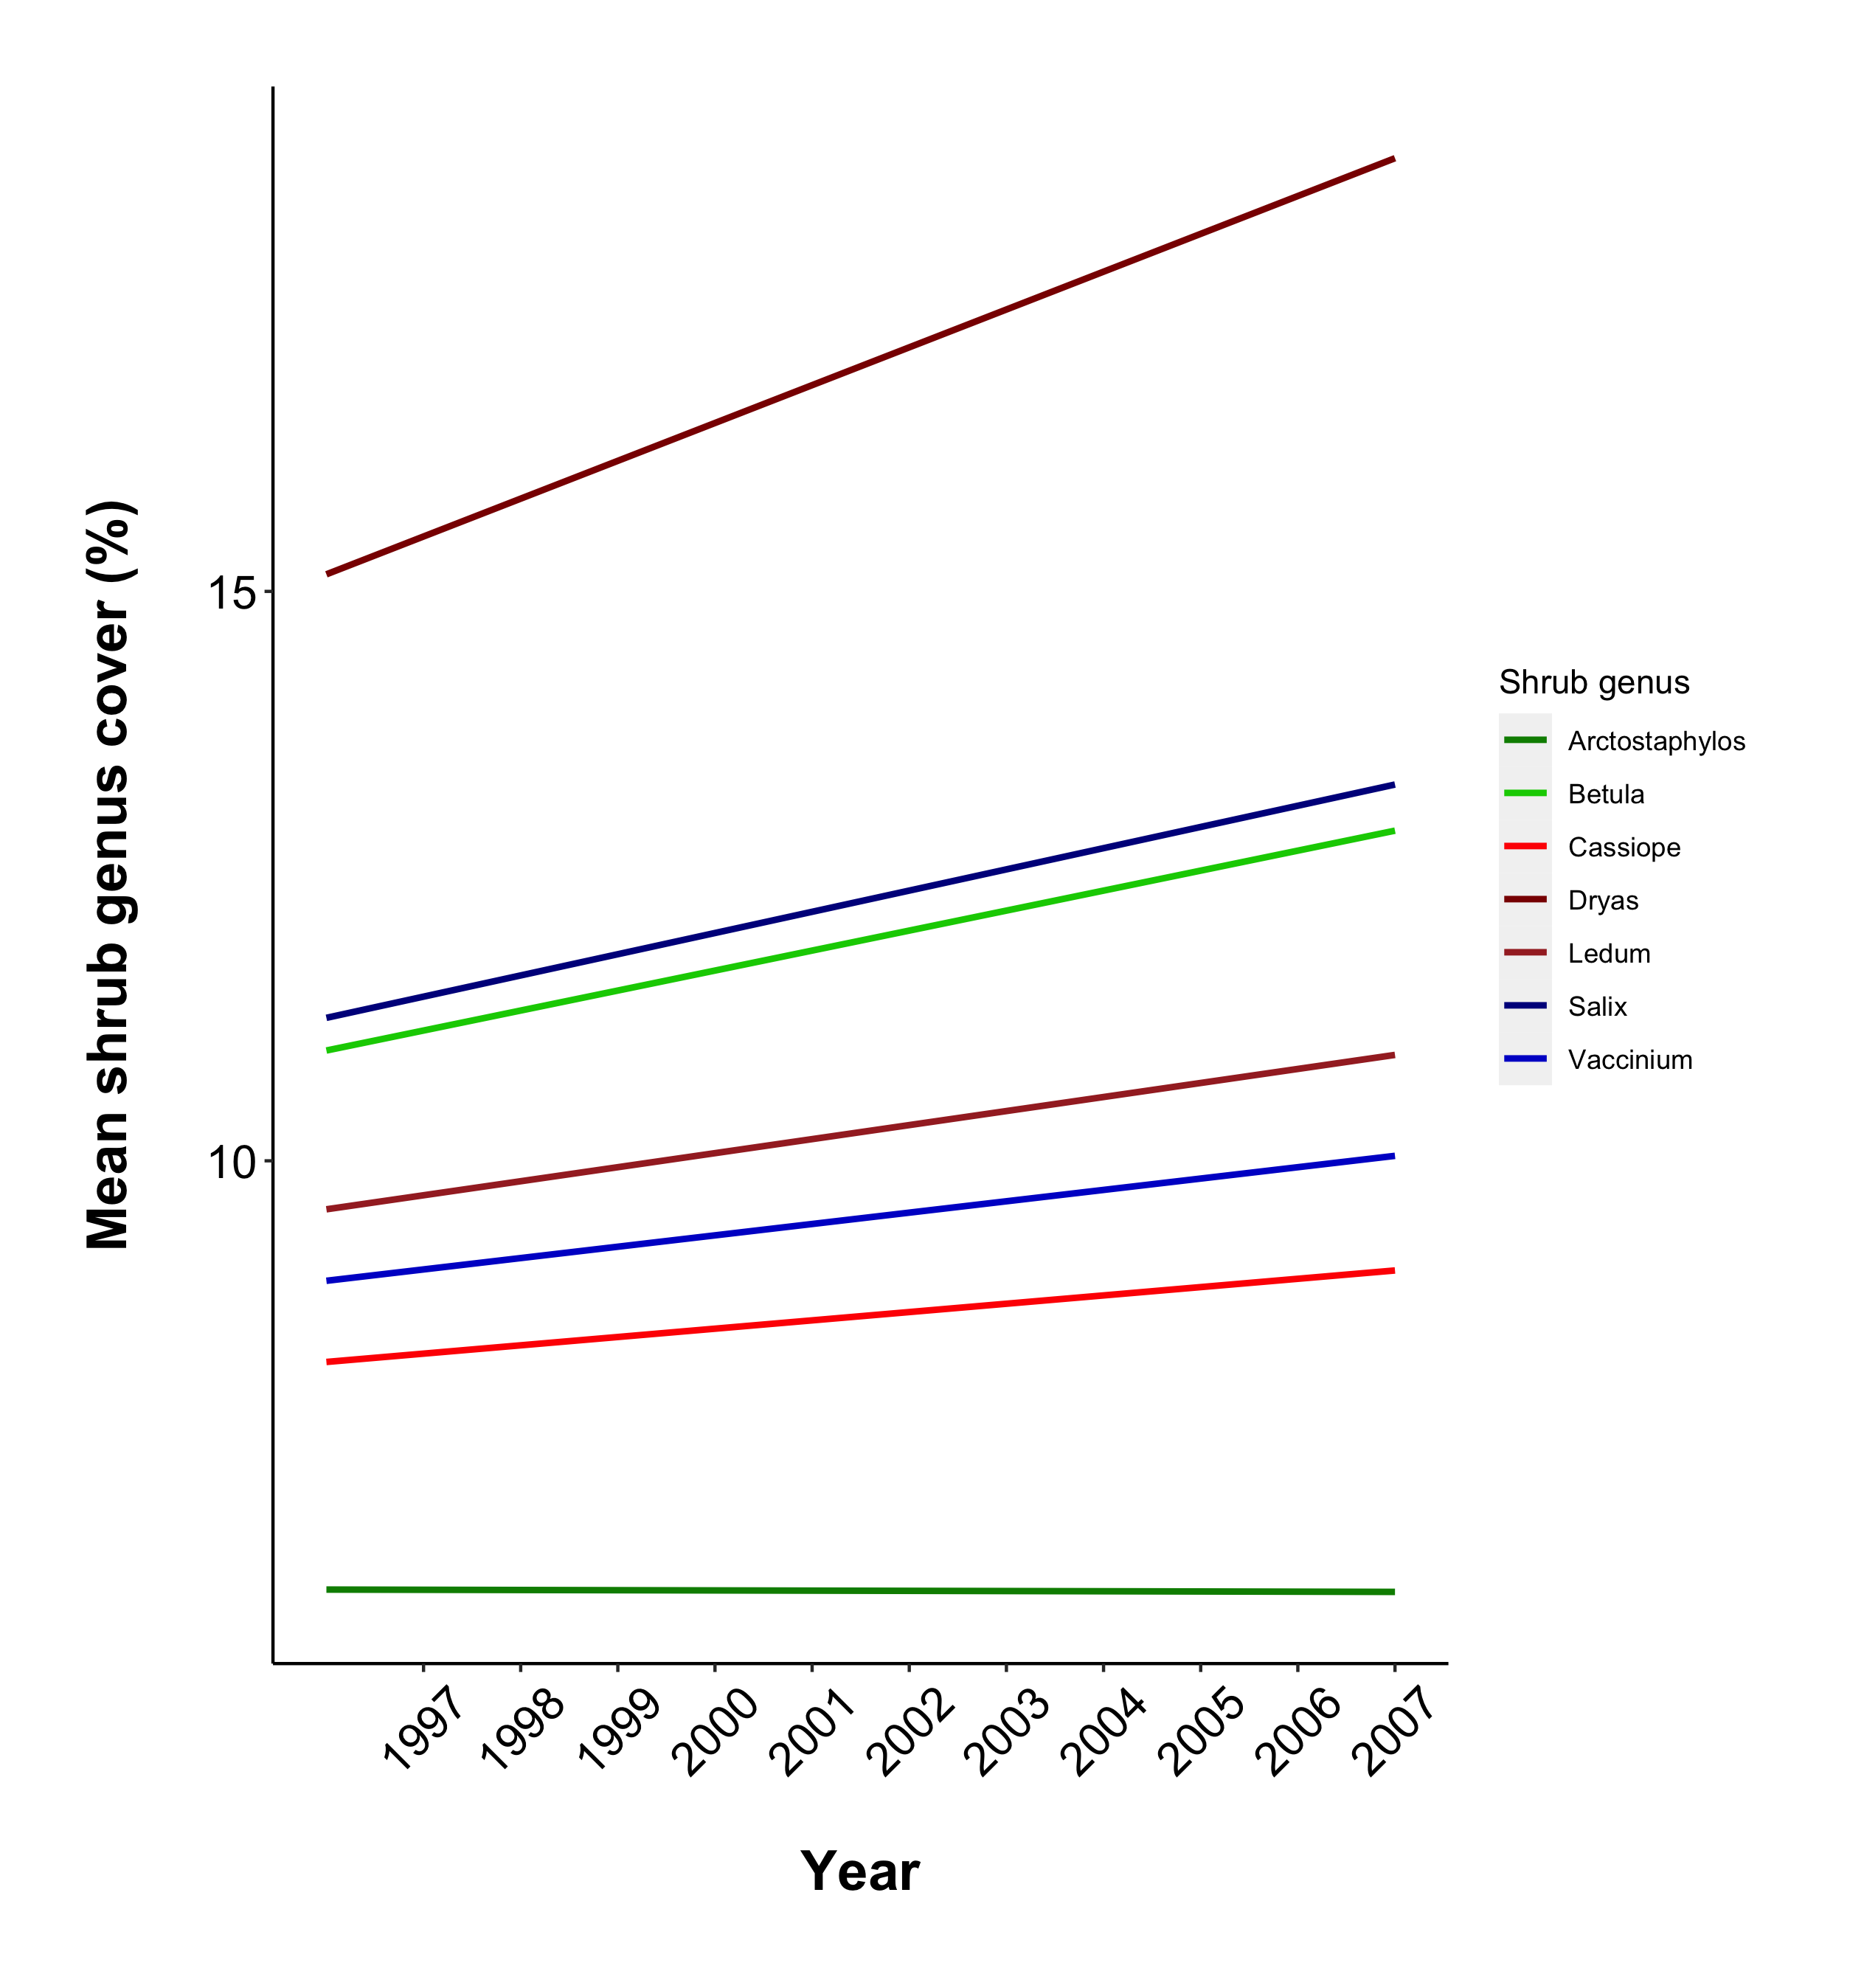 Mean shrub genus cover (%)
15
10
1997
1998
1999
2000
2001
2002
2003
2004
2005
2006
2007
Year
Shrub genus
Arctostaphylos
Betula
Cassiope
Dryas
Ledum
Salix
Vaccinium